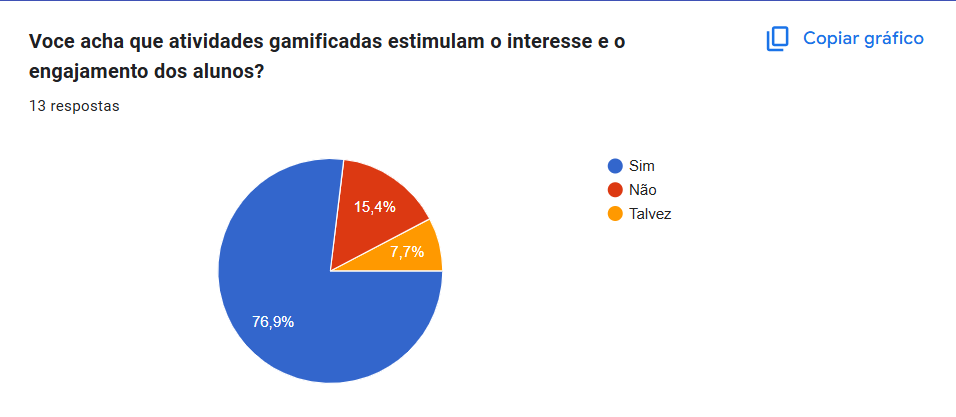 Voce acha que atividades gamificadas estimulam o interesse e o
engajamento dos alunos?
Copiar gráfico
13 respostas
Sim
Não
Talvez
15,4%
7,7%
76,9%